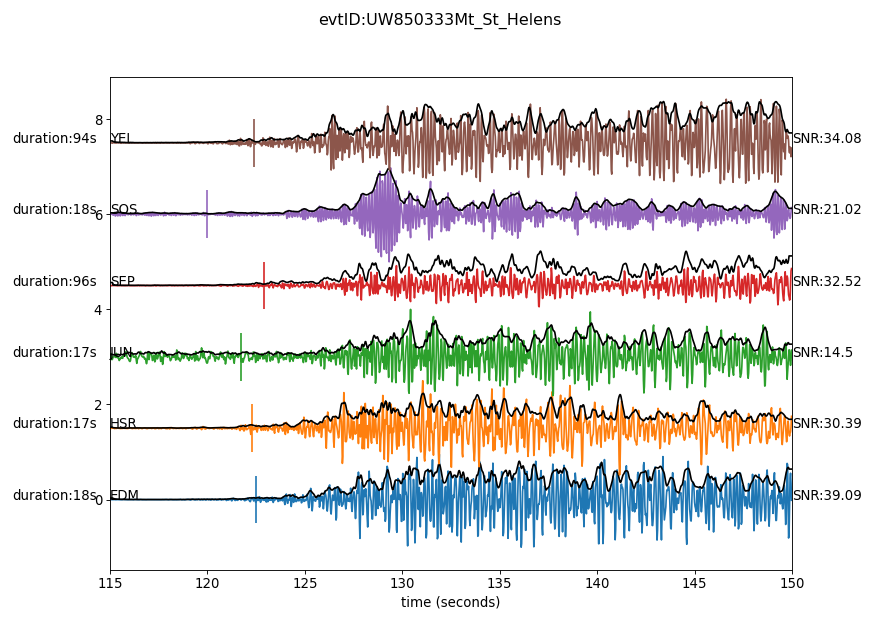 evtID:UW850333Mt_St_Helens
8
duration:94s YEL SNR:34.08
duration:18s SOS SNR:21.02
6
duration:96s SEP SNR:32.52
4
duration:17s JUN SNR:14.5
2
duration:17s HSR SNR:30.39
duration:18s EDM SNR:39.09
0
115 120 125 130 135 140 145 150
time (seconds)